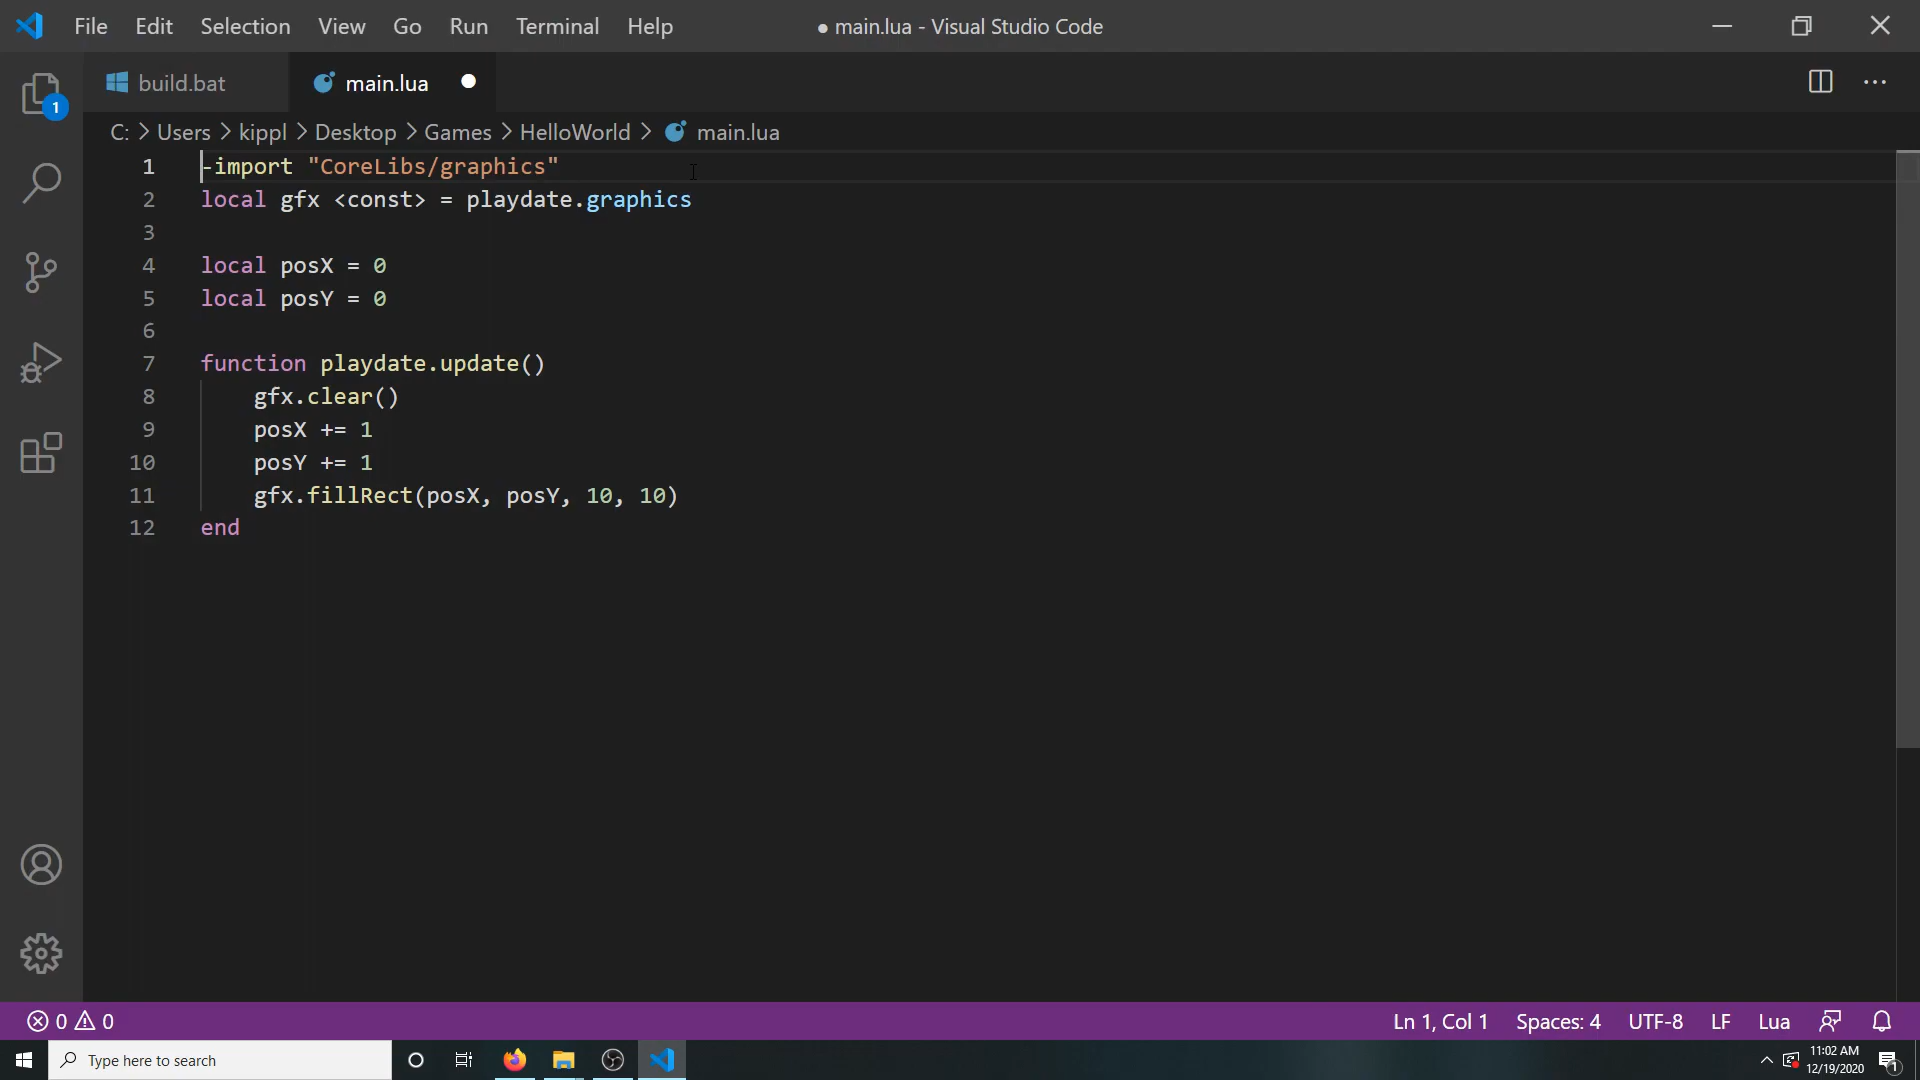 File Edit Selection View Go Run Terminal Help
● main.lua - Visual Studio Code
build.bat main.lua ●
C: > Users > kippl > Desktop > Games > HelloWorld > main.lua
1 -import "CoreLibs/graphics"
2 local gfx <const> = playdate.graphics
3
4 local posX = 0
5 local posY = 0
6
7 function playdate.update()
8 gfx.clear()
9 posX += 1
10 posY += 1
11 gfx.fillRect(posX, posY, 10, 10)
12 end
1
0 0 Ln 1, Col 1 Spaces: 4 UTF-8 LF Lua
Type here to search
11:02 AM
12/19/2020
1